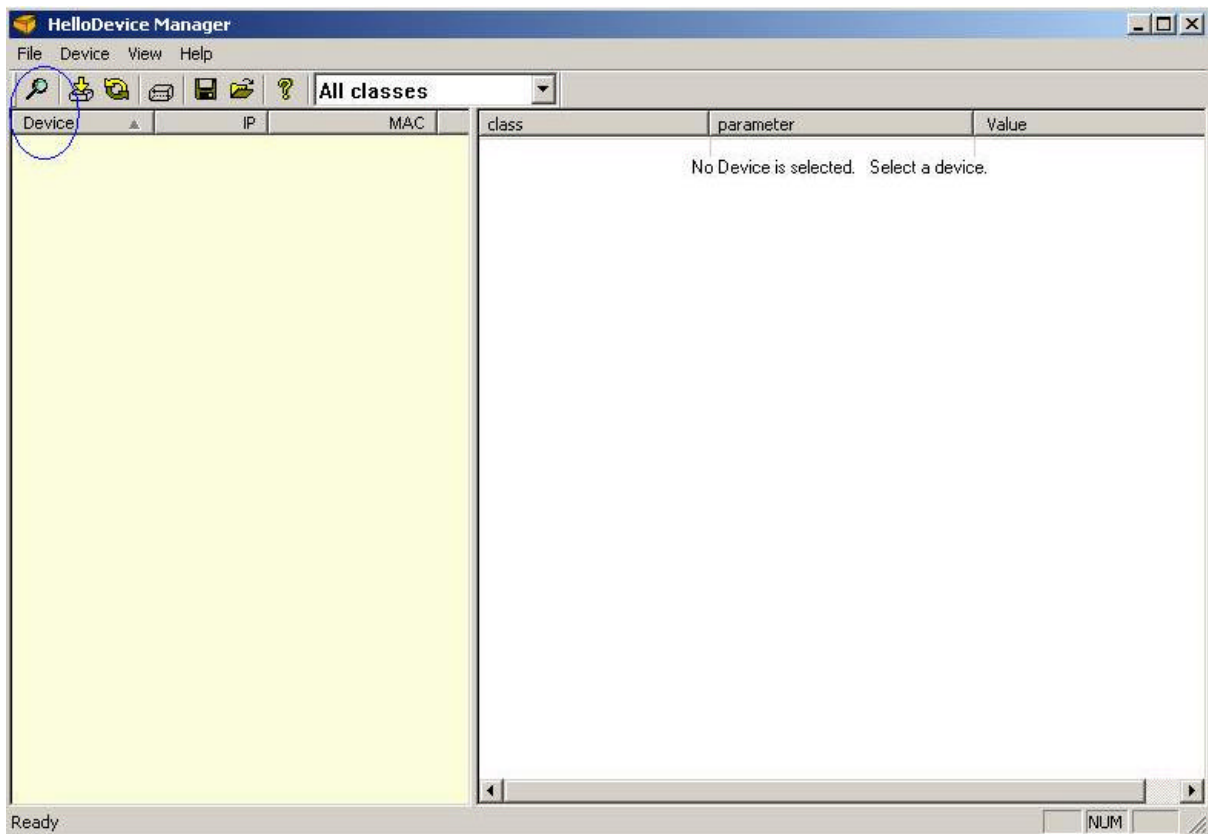 HelloDevice Manager
File Device View Help
All classes
Device IP MAC
class parameter Value
No Device is selected. Select a device.
Ready NUM